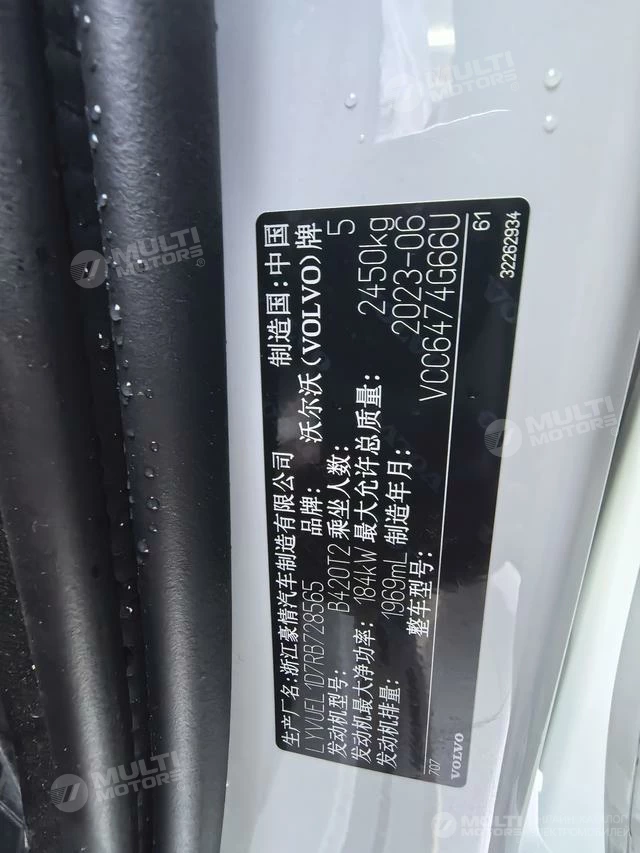 生产厂名:浙江豪情汽车制造有限公司 制造国:中国
LYVUEL1D7RB728565 品牌: 沃尔沃(VOLVO)牌
发动机型号: B420T2 乘坐人数: 5
发动机最大净功率: 184kW 最大允许总质量: 2450kg
发动机排量: 1969mL 制造年月: 2023-06
整车型号: VCC6474G66U
707 61
VOLVO 32262934
MULTI MOTORS®
MULTI MOTORS®
MULTI MOTORS®
MULTI MOTORS®
MULTI MOTORS®
MULTI MOTORS